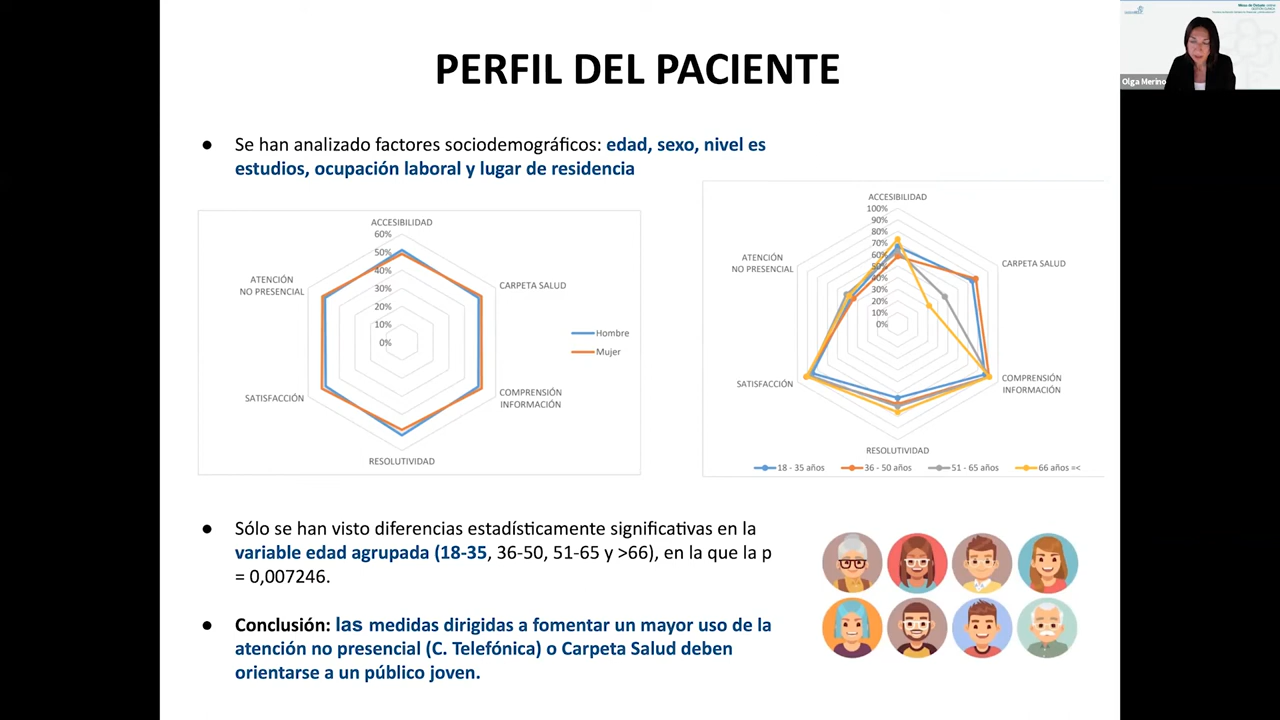 PERFIL DEL PACIENTE
Olga Merino
● Se han analizado factores sociodemográficos: edad, sexo, nivel es
estudios, ocupación laboral y lugar de residencia
ACCESIBILIDAD
60%
50%
40%
30%
20%
10%
0%
ATENCIÓN
NO PRESENCIAL
CARPETA SALUD
SATISFACCIÓN
COMPRENSIÓN
INFORMACIÓN
RESOLUTIVIDAD
Hombre
Mujer
ACCESIBILIDAD
100%
90%
80%
70%
60%
50%
40%
30%
20%
10%
0%
ATENCIÓN
NO PRESENCIAL
CARPETA SALUD
SATISFACCIÓN
COMPRENSIÓN
INFORMACIÓN
RESOLUTIVIDAD
18 - 35 años 36 - 50 años 51 - 65 años 66 años =<
● Sólo se han visto diferencias estadísticamente significativas en la
variable edad agrupada (18-35, 36-50, 51-65 y >66), en la que la p
= 0,007246.
● Conclusión: las medidas dirigidas a fomentar un mayor uso de la
atención no presencial (C. Telefónica) o Carpeta Salud deben
orientarse a un público joven.